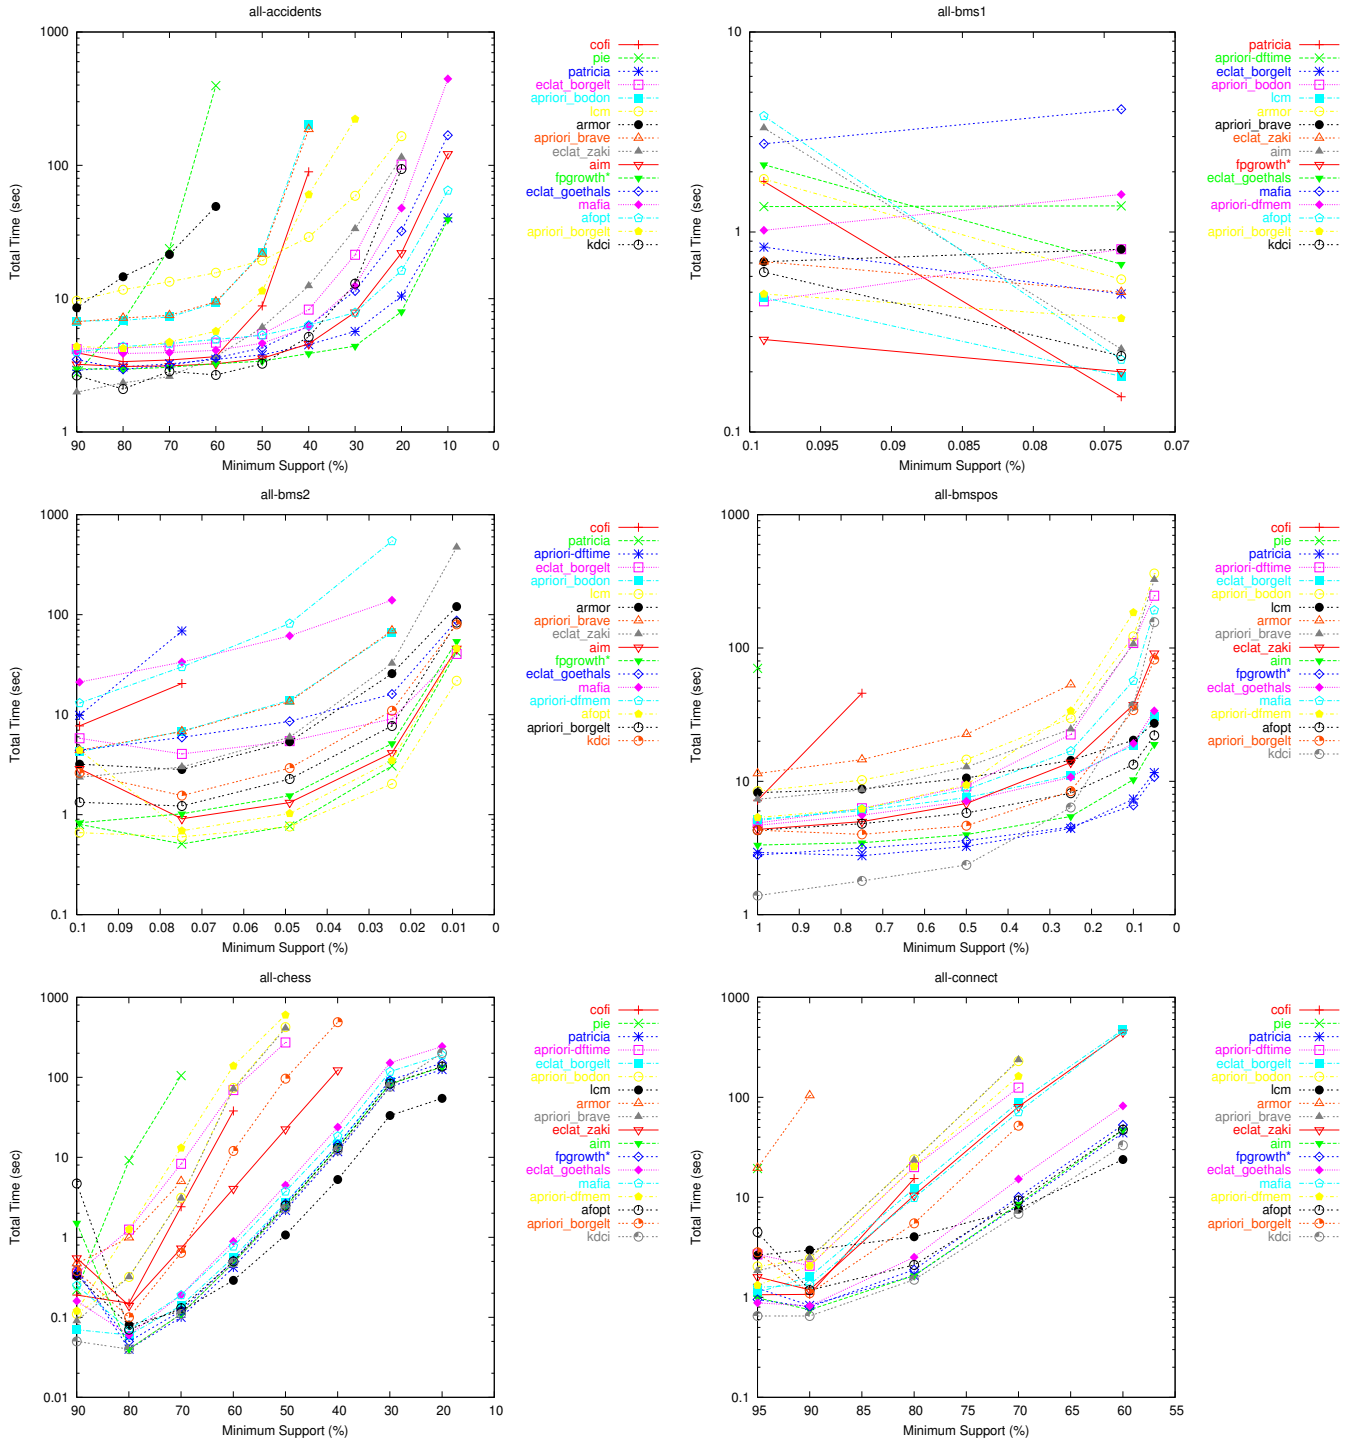 all-accidents
Total Time (sec)
1000
100
10
1
90 80 70 60 50 40 30 20 10 0
Minimum Support (%)
cofi
pie
patricia
eclat_borgelt
apriori_bodon
lcm
armor
apriori_brave
eclat_zaki
aim
fpgrowth*
eclat_goethals
mafia
afopt
apriori_borgelt
kdci
all-bms1
Total Time (sec)
10
1
0.1
0.1 0.095 0.09 0.085 0.08 0.075 0.07
Minimum Support (%)
patricia
apriori-dftime
eclat_borgelt
apriori_bodon
lcm
armor
apriori_brave
eclat_zaki
aim
fpgrowth*
eclat_goethals
mafia
apriori-dfmem
afopt
apriori_borgelt
kdci
all-bms2
Total Time (sec)
1000
100
10
1
0.1
0.1 0.09 0.08 0.07 0.06 0.05 0.04 0.03 0.02 0.01 0
Minimum Support (%)
cofi
patricia
apriori-dftime
eclat_borgelt
apriori_bodon
lcm
armor
apriori_brave
eclat_zaki
aim
fpgrowth*
eclat_goethals
mafia
apriori-dfmem
afopt
apriori_borgelt
kdci
all-bmspos
Total Time (sec)
1000
100
10
1
1 0.9 0.8 0.7 0.6 0.5 0.4 0.3 0.2 0.1 0
Minimum Support (%)
cofi
pie
patricia
apriori-dftime
eclat_borgelt
apriori_bodon
lcm
armor
apriori_brave
eclat_zaki
aim
fpgrowth*
eclat_goethals
mafia
apriori-dfmem
afopt
apriori_borgelt
kdci
all-chess
Total Time (sec)
1000
100
10
1
0.1
0.01
90 80 70 60 50 40 30 20 10
Minimum Support (%)
cofi
pie
patricia
apriori-dftime
eclat_borgelt
apriori_bodon
lcm
armor
apriori_brave
eclat_zaki
aim
fpgrowth*
eclat_goethals
mafia
apriori-dfmem
afopt
apriori_borgelt
kdci
all-connect
Total Time (sec)
1000
100
10
1
0.1
95 90 85 80 75 70 65 60 55
Minimum Support (%)
cofi
pie
patricia
apriori-dftime
eclat_borgelt
apriori_bodon
lcm
armor
apriori_brave
eclat_zaki
aim
fpgrowth*
eclat_goethals
mafia
apriori-dfmem
afopt
apriori_borgelt
kdci